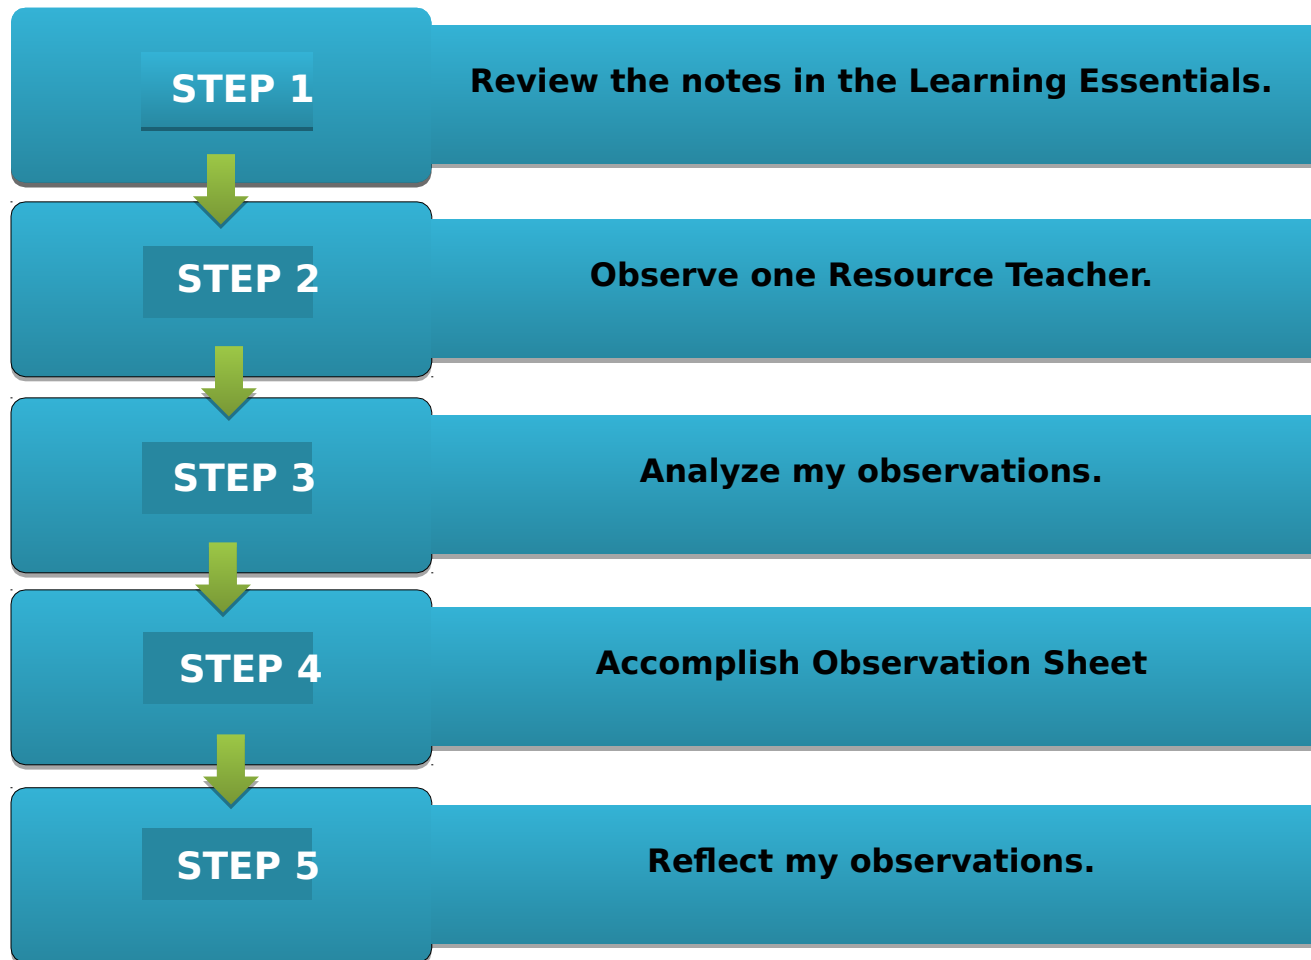 STEP 1
Review the notes in the Learning Essentials.
STEP 2
Observe one Resource Teacher.
STEP 3
Analyze my observations.
STEP 4
Accomplish Observation Sheet
STEP 5
Reflect my observations.